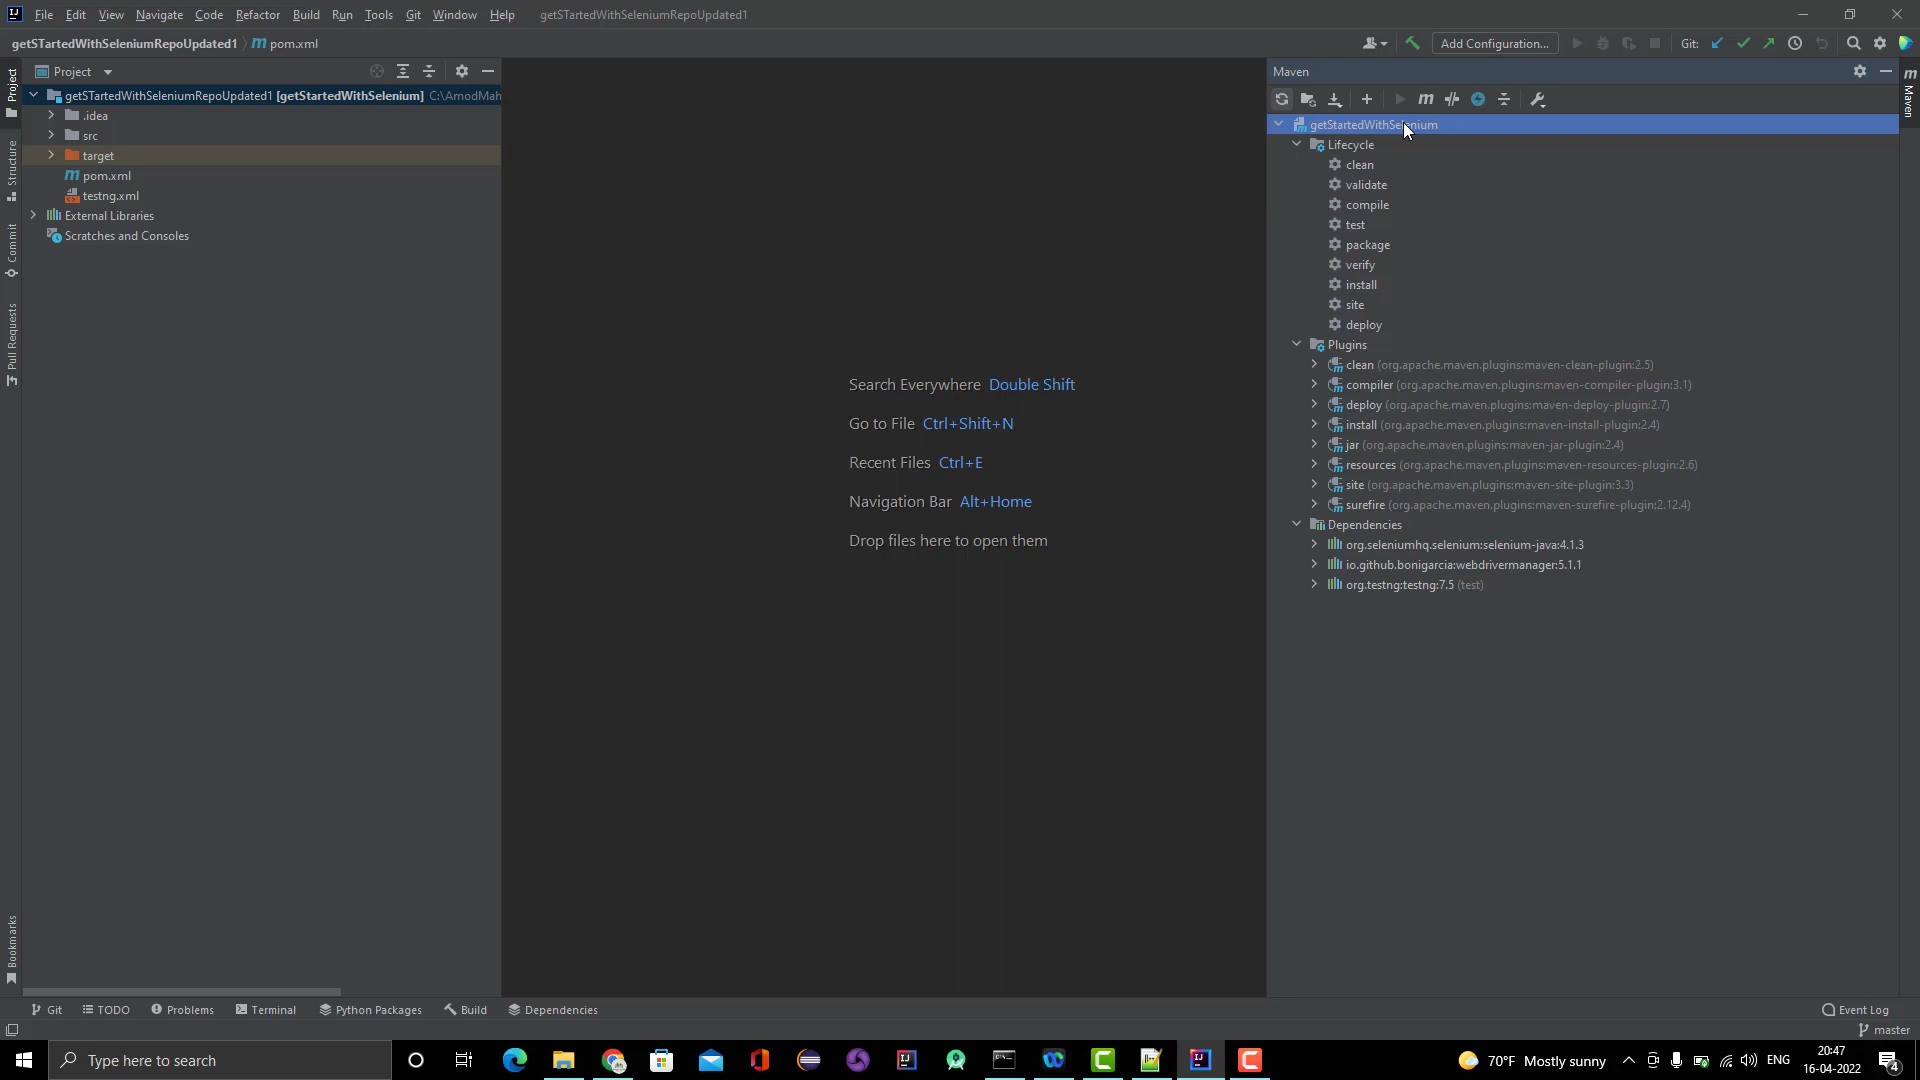 File Edit View Navigate Code Refactor Build Run Tools Git Window Help getSTartedWithSeleniumRepoUpdated1
getSTartedWithSeleniumRepoUpdated1 pom.xml
Add Configuration... Git:
Project
Maven
Project
Structure
Commit
Pull Requests
Bookmarks
getSTartedWithSeleniumRepoUpdated1 [getStartedWithSelenium] C:\AmodMah
.idea
src
target
pom.xml
testng.xml
External Libraries
Scratches and Consoles
Search Everywhere Double Shift
Go to File Ctrl+Shift+N
Recent Files Ctrl+E
Navigation Bar Alt+Home
Drop files here to open them
getStartedWithSelenium
Lifecycle
clean
validate
compile
test
package
verify
install
site
deploy
Plugins
clean (org.apache.maven.plugins:maven-clean-plugin:2.5)
compiler (org.apache.maven.plugins:maven-compiler-plugin:3.1)
deploy (org.apache.maven.plugins:maven-deploy-plugin:2.7)
install (org.apache.maven.plugins:maven-install-plugin:2.4)
jar (org.apache.maven.plugins:maven-jar-plugin:2.4)
resources (org.apache.maven.plugins:maven-resources-plugin:2.6)
site (org.apache.maven.plugins:maven-site-plugin:3.3)
surefire (org.apache.maven.plugins:maven-surefire-plugin:2.12.4)
Dependencies
org.seleniumhq.selenium:selenium-java:4.1.3
io.github.bonigarcia:webdrivermanager:5.1.1
org.testng:testng:7.5 (test)
Maven
Git TODO Problems Terminal Python Packages Build Dependencies Event Log
master
Type here to search
70°F Mostly sunny ENG
20:47
16-04-2022
4